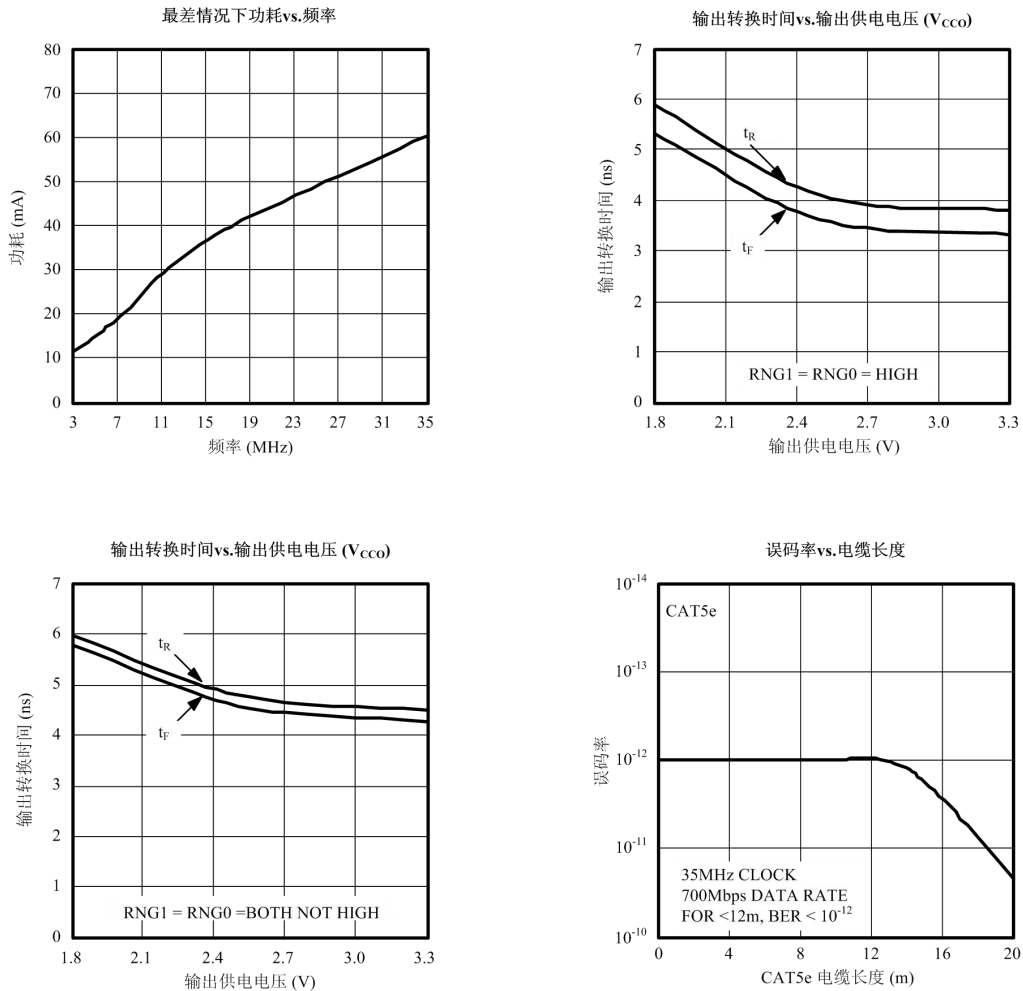 最差情况下功耗vs.频率
80
70
60
50
40
30
20
10
0
功耗 (mA)
3 7 11 15 19 23 27 31 35
频率 (MHz)
输出转换时间vs.输出供电电压 (VCCO)
7
6
5
4
3
2
1
0
输出转换时间 (ns)
tR
tF
RNG1 = RNG0 = HIGH
1.8 2.1 2.4 2.7 3.0 3.3
输出供电电压 (V)
输出转换时间vs.输出供电电压 (VCCO)
7
6
5
4
3
2
1
0
输出转换时间 (ns)
tR
tF
RNG1 = RNG0 =BOTH NOT HIGH
1.8 2.1 2.4 2.7 3.0 3.3
输出供电电压 (V)
误码率vs.电缆长度
10-14
10-13
10-12
10-11
10-10
误码率
CAT5e
35MHz CLOCK
700Mbps DATA RATE
FOR <12m, BER < 10-12
0 4 8 12 16 20
CAT5e 电缆长度 (m)